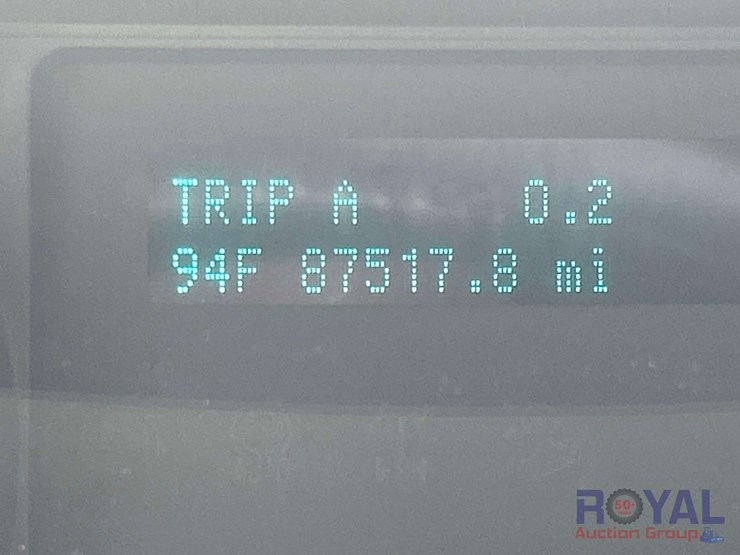 TRIP A 0.2
94F 87517.8 mi
ROYAL
50
Auction Group